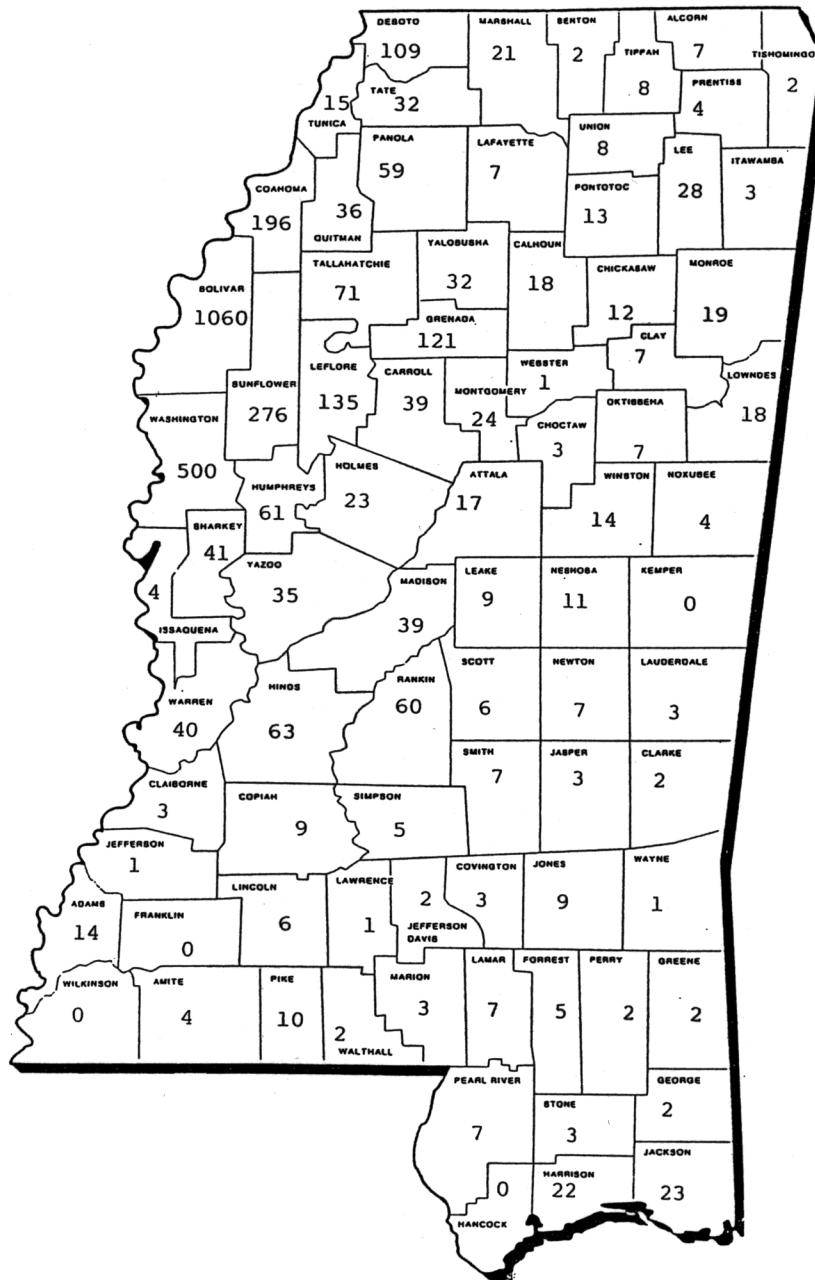 DESOTO
109
MARSHALL
21
BENTON
2
TIPPAH
8
ALCORN
7
TISHOMINGO
2
PRENTISS
4
TATE
32
15
TUNICA
PANOLA
59
LAFAYETTE
7
UNION
8
LEE
28
ITAWAMBA
3
PONTOTOC
13
COAHOMA
196
36
QUITMAN
YALOBUSHA
32
CALHOUN
18
TALLAHATCHIE
71
CHICKASAW
12
MONROE
19
BOLIVAR
1060
GRENADA
121
CLAY
7
SUNFLOWER
276
LEFLORE
135
CARROLL
39
MONTGOMERY
24
WEBSTER
1
LOWNDES
18
OKTIBBEHA
7
CHOCTAW
3
WASHINGTON
500
HUMPHREYS
61
HOLMES
23
ATTALA
17
WINSTON
14
NOXUBEE
4
SHARKEY
41
4
ISSAQUENA
YAZOO
35
MADISON
39
LEAKE
9
NESHOBA
11
KEMPER
0
WARREN
40
HINDS
63
RANKIN
60
SCOTT
6
NEWTON
7
LAUDERDALE
3
SMITH
7
JASPER
3
CLARKE
2
CLAIBORNE
3
COPIAH
9
SIMPSON
5
JEFFERSON
1
LINCOLN
6
LAWRENCE
1
2
JEFFERSON
DAVIS
COVINGTON
3
JONES
9
WAYNE
1
ADAMS
14
FRANKLIN
0
WILKINSON
0
AMITE
4
PIKE
10
2
WALTHALL
MARION
3
LAMAR
7
FORREST
5
PERRY
2
GREENE
2
PEARL RIVER
7
STONE
3
GEORGE
2
0
HANCOCK
HARRISON
22
JACKSON
23